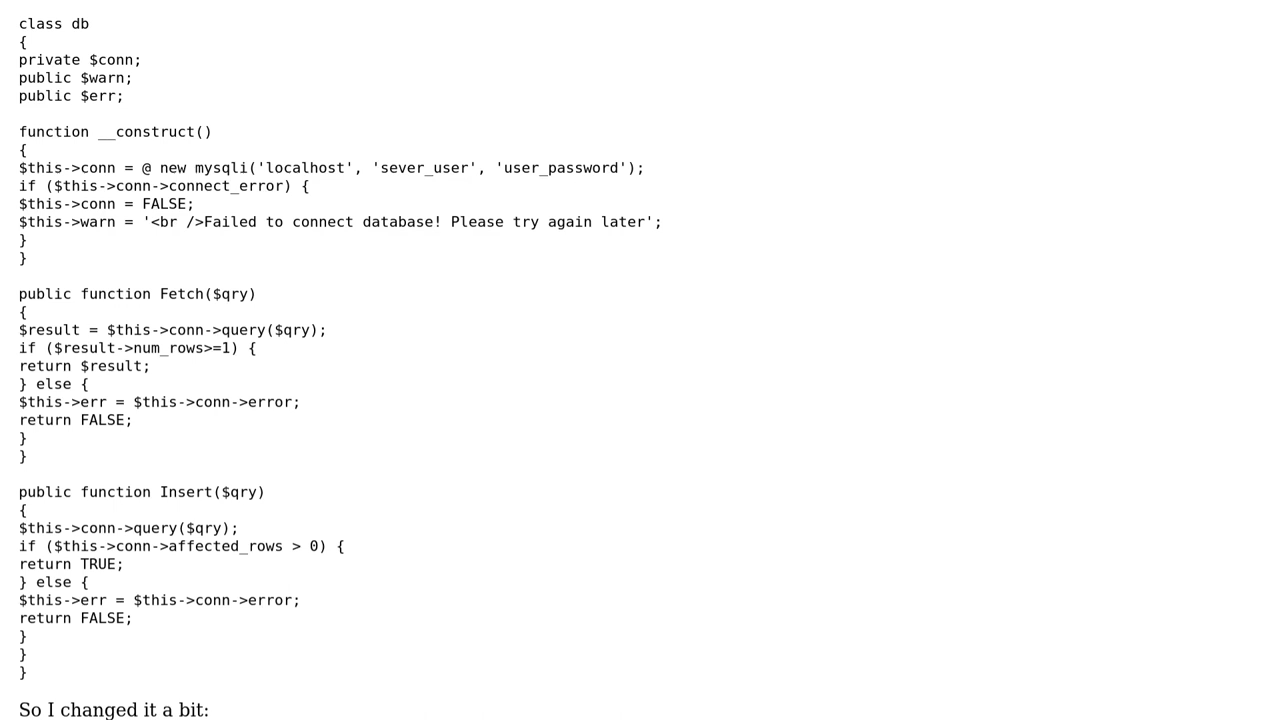 class db
{
private $conn;
public $warn;
public $err;

function __construct()
{
$this->conn = @ new mysqli('localhost', 'sever_user', 'user_password');
if ($this->conn->connect_error) {
$this->conn = FALSE;
$this->warn = '<br />Failed to connect database! Please try again later';
}
}

public function Fetch($qry)
{
$result = $this->conn->query($qry);
if ($result->num_rows>=1) {
return $result;
} else {
$this->err = $this->conn->error;
return FALSE;
}
}

public function Insert($qry)
{
$this->conn->query($qry);
if ($this->conn->affected_rows > 0) {
return TRUE;
} else {
$this->err = $this->conn->error;
return FALSE;
}
}
}
So I changed it a bit: